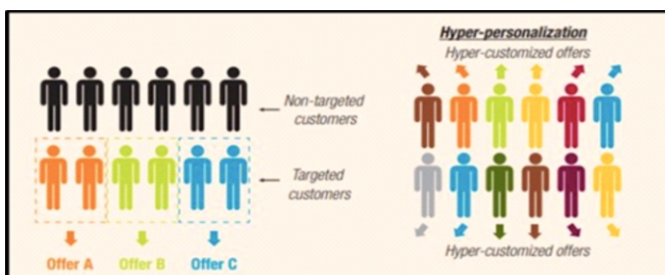 Non-targeted
customers
Targeted
customers
Offer A Offer B Offer C
Hyper-personalization
Hyper-customized offers
Hyper-customized offers